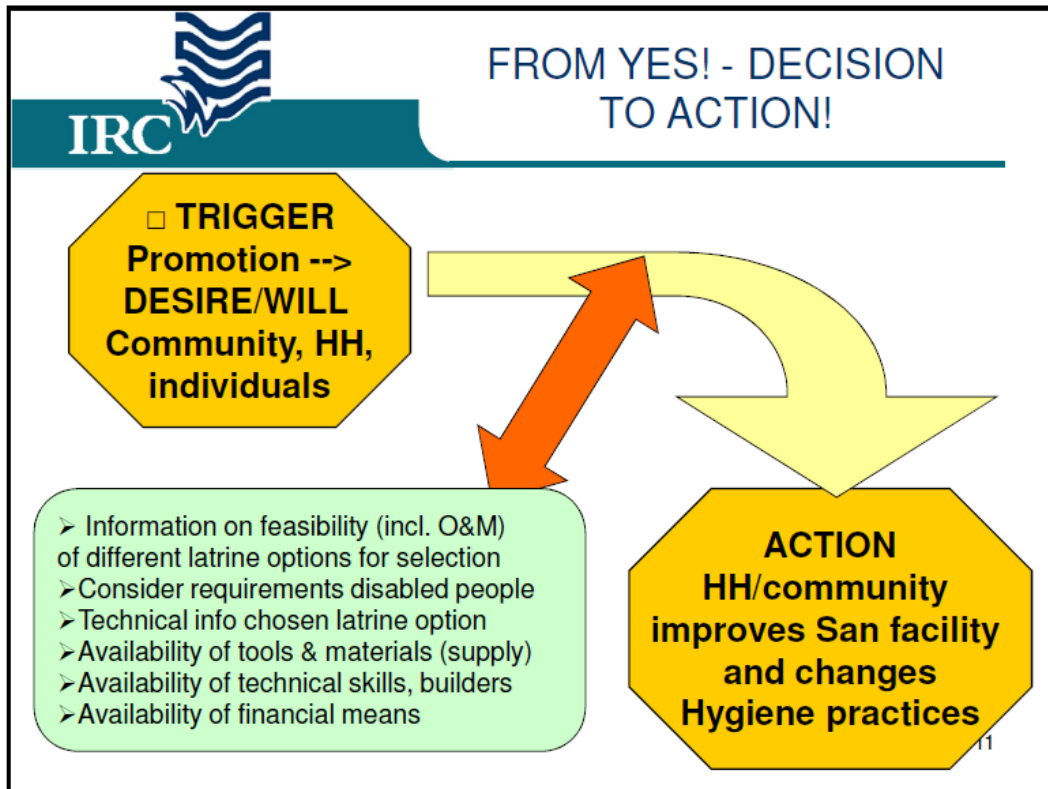 IRC
FROM YES! - DECISION
TO ACTION!
□ TRIGGER
Promotion -->
DESIRE/WILL
Community, HH,
individuals
➢ Information on feasibility (incl. O&M)
of different latrine options for selection
➢Consider requirements disabled people
➢Technical info chosen latrine option
➢Availability of tools & materials (supply)
➢Availability of technical skills, builders
➢Availability of financial means
ACTION
HH/community
improves San facility
and changes
Hygiene practices
11